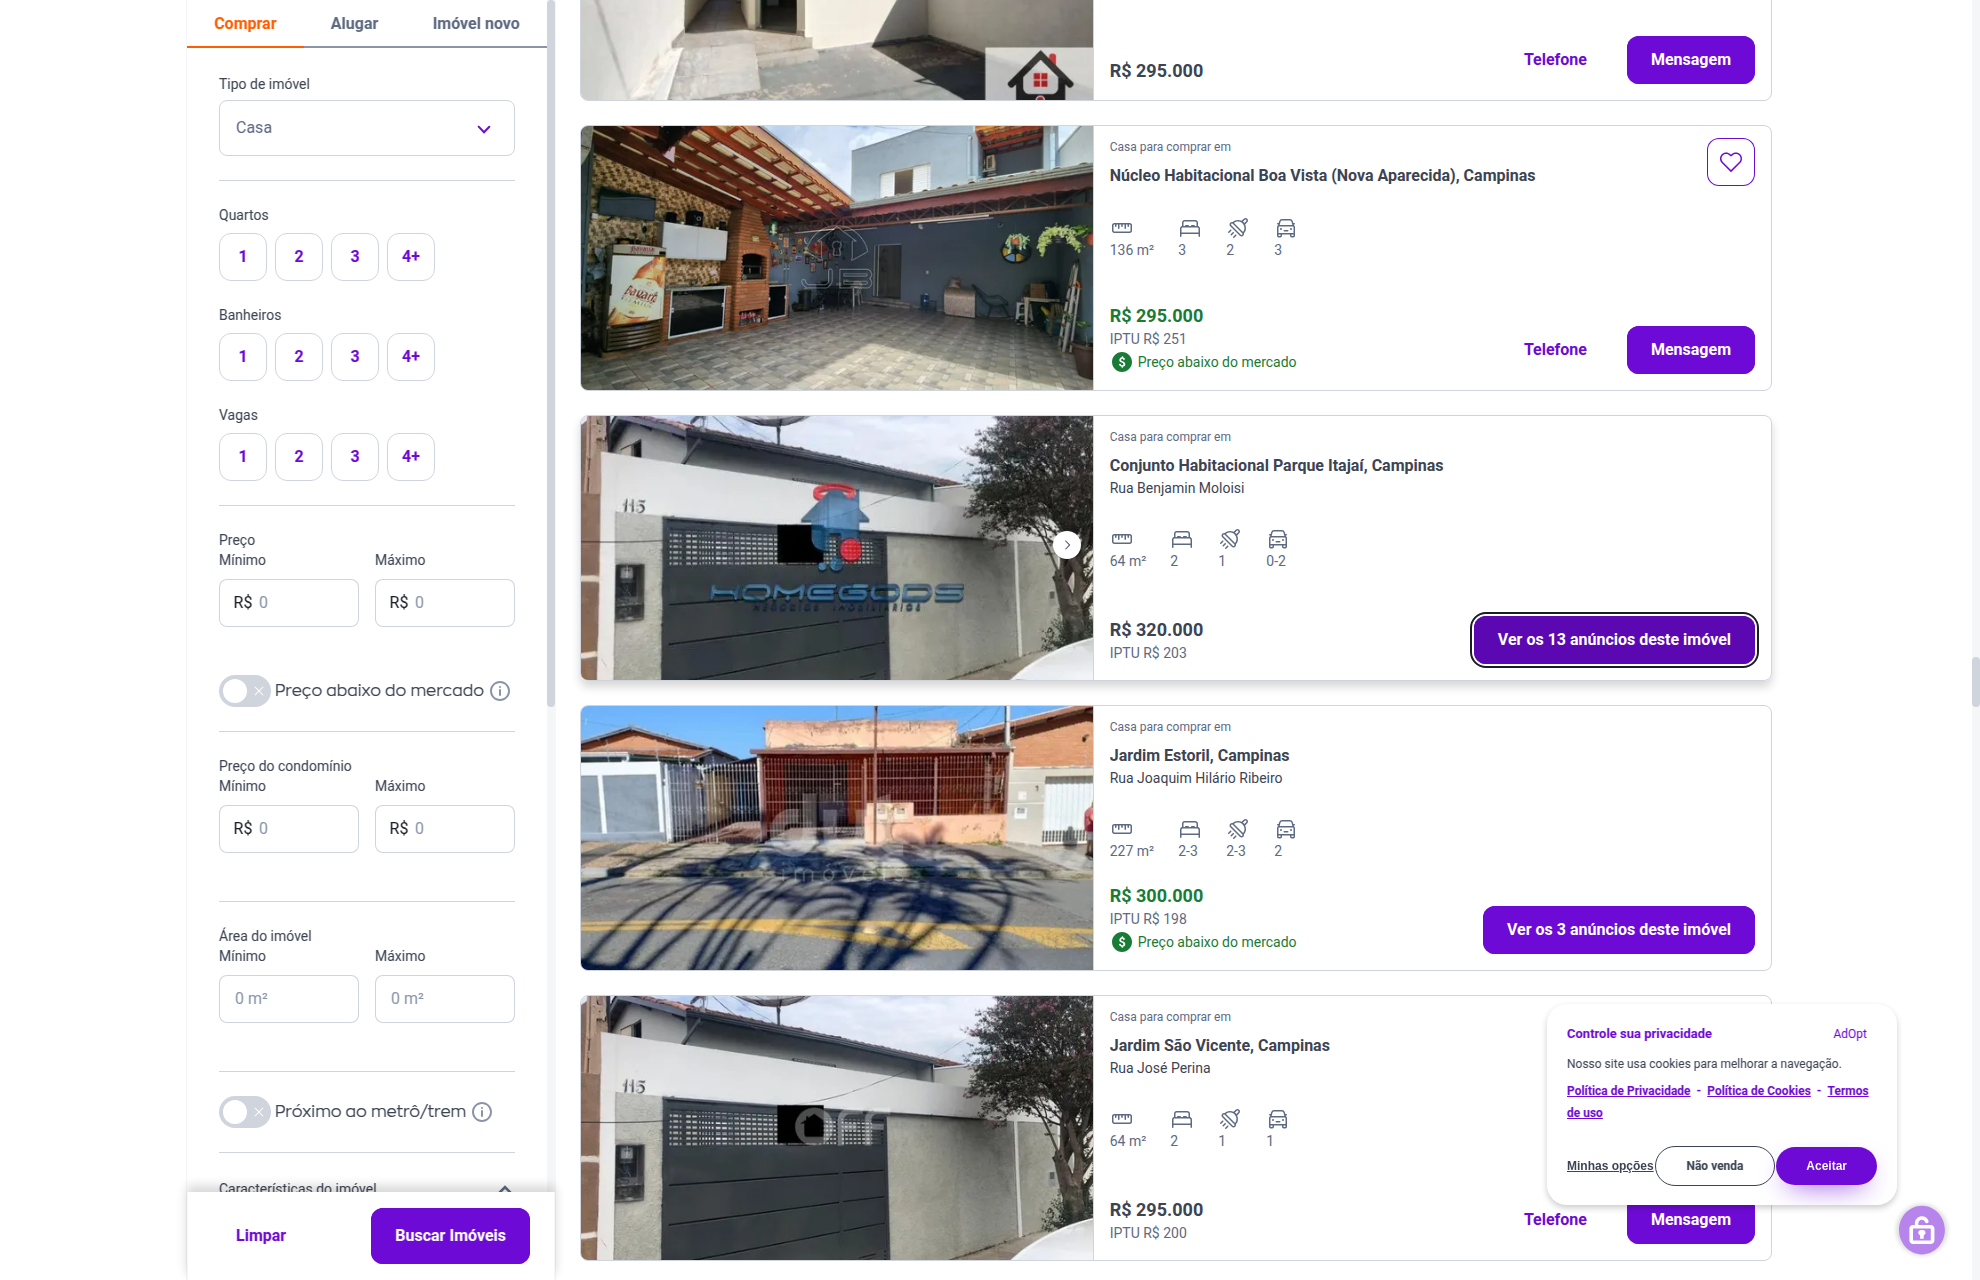 Comprar
Alugar
Imóvel novo
Tipo de imóvel
Casa
Quartos
1
2
3
4+
Banheiros
1
2
3
4+
Vagas
1
2
3
4+
Preço
Mínimo
Máximo
R$ 0
R$ 0
Preço abaixo do mercado
Preço do condomínio
Mínimo
Máximo
R$ 0
R$ 0
Área do imóvel
Mínimo
Máximo
0 m²
0 m²
Próximo ao metrô/trem
Características do imóvel
Limpar
Buscar Imóveis
R$ 295.000
Telefone
Mensagem
JB
Casa para comprar em
Núcleo Habitacional Boa Vista (Nova Aparecida), Campinas
136 m²
3
2
3
R$ 295.000
IPTU R$ 251
Preço abaixo do mercado
Telefone
Mensagem
115
HOMEGODS
NEGÓCIOS IMOBILIÁRIOS
Casa para comprar em
Conjunto Habitacional Parque Itajaí, Campinas
Rua Benjamin Moloisi
64 m²
2
1
0-2
R$ 320.000
IPTU R$ 203
Ver os 13 anúncios deste imóvel
imóveis
Casa para comprar em
Jardim Estoril, Campinas
Rua Joaquim Hilário Ribeiro
227 m²
2-3
2-3
2
R$ 300.000
IPTU R$ 198
Preço abaixo do mercado
Ver os 3 anúncios deste imóvel
115
Casa para comprar em
Jardim São Vicente, Campinas
Rua José Perina
64 m²
2
1
1
R$ 295.000
IPTU R$ 200
Telefone
Mensagem
Controle sua privacidade
AdOpt
Nosso site usa cookies para melhorar a navegação.
Política de Privacidade - Política de Cookies - Termos
de uso
Minhas opções
Não venda
Aceitar